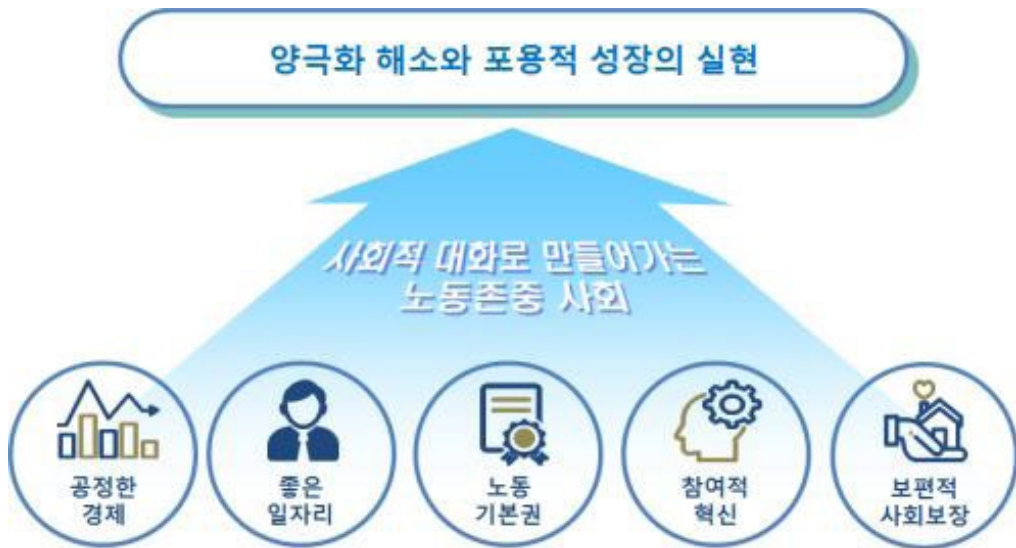 양극화 해소와 포용적 성장의 실현
사회적 대화로 만들어가는
노동존중 사회
공정한
경제
좋은
일자리
노동
기본권
참여적
혁신
보편적
사회보장